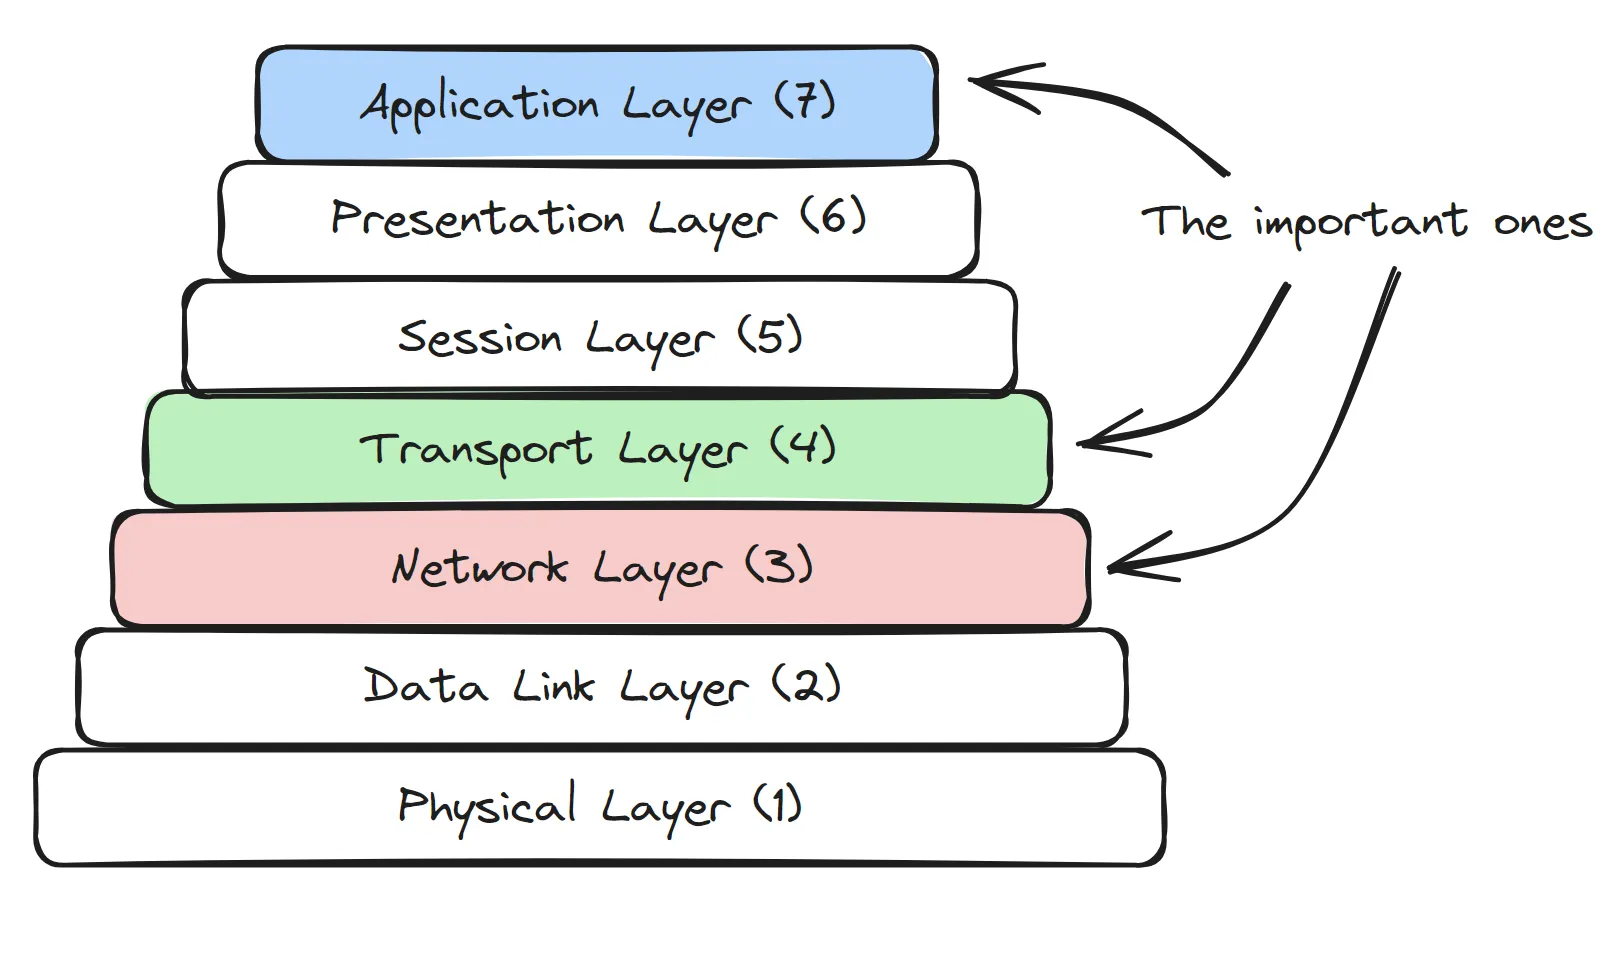 Application Layer (7)
Presentation Layer (6)
The important ones
Session Layer (5)
Transport Layer (4)
Network Layer (3)
Data Link Layer (2)
Physical Layer (1)